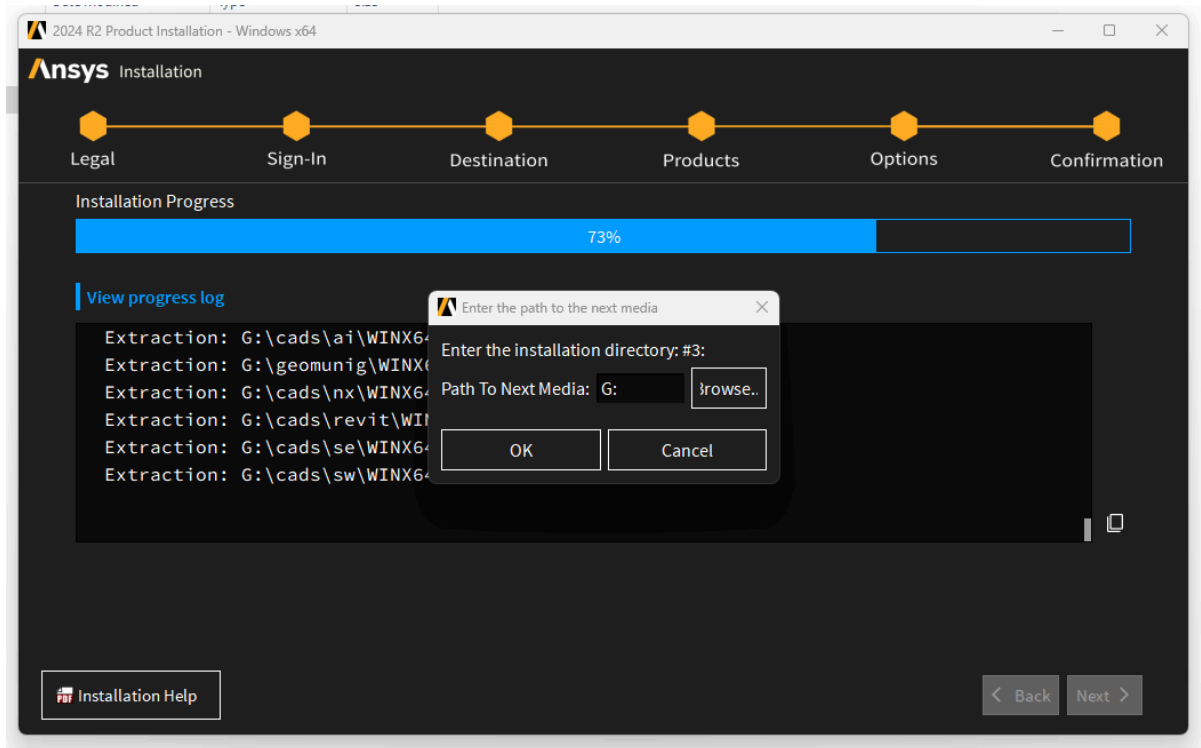 2024 R2 Product Installation - Windows x64
Ansys Installation
Legal
Sign-In
Destination
Products
Options
Confirmation
Installation Progress
73%
View progress log
Extraction: G:\cads\ai\WINX64
Extraction: G:\geomunig\WINX6
Extraction: G:\cads\nx\WINX64
Extraction: G:\cads\revit\WIN
Extraction: G:\cads\se\WINX64
Extraction: G:\cads\sw\WINX64
Enter the path to the next media
Enter the installation directory: #3:
Path To Next Media: G: Browse..
OK
Cancel
PDF Installation Help
Back
Next